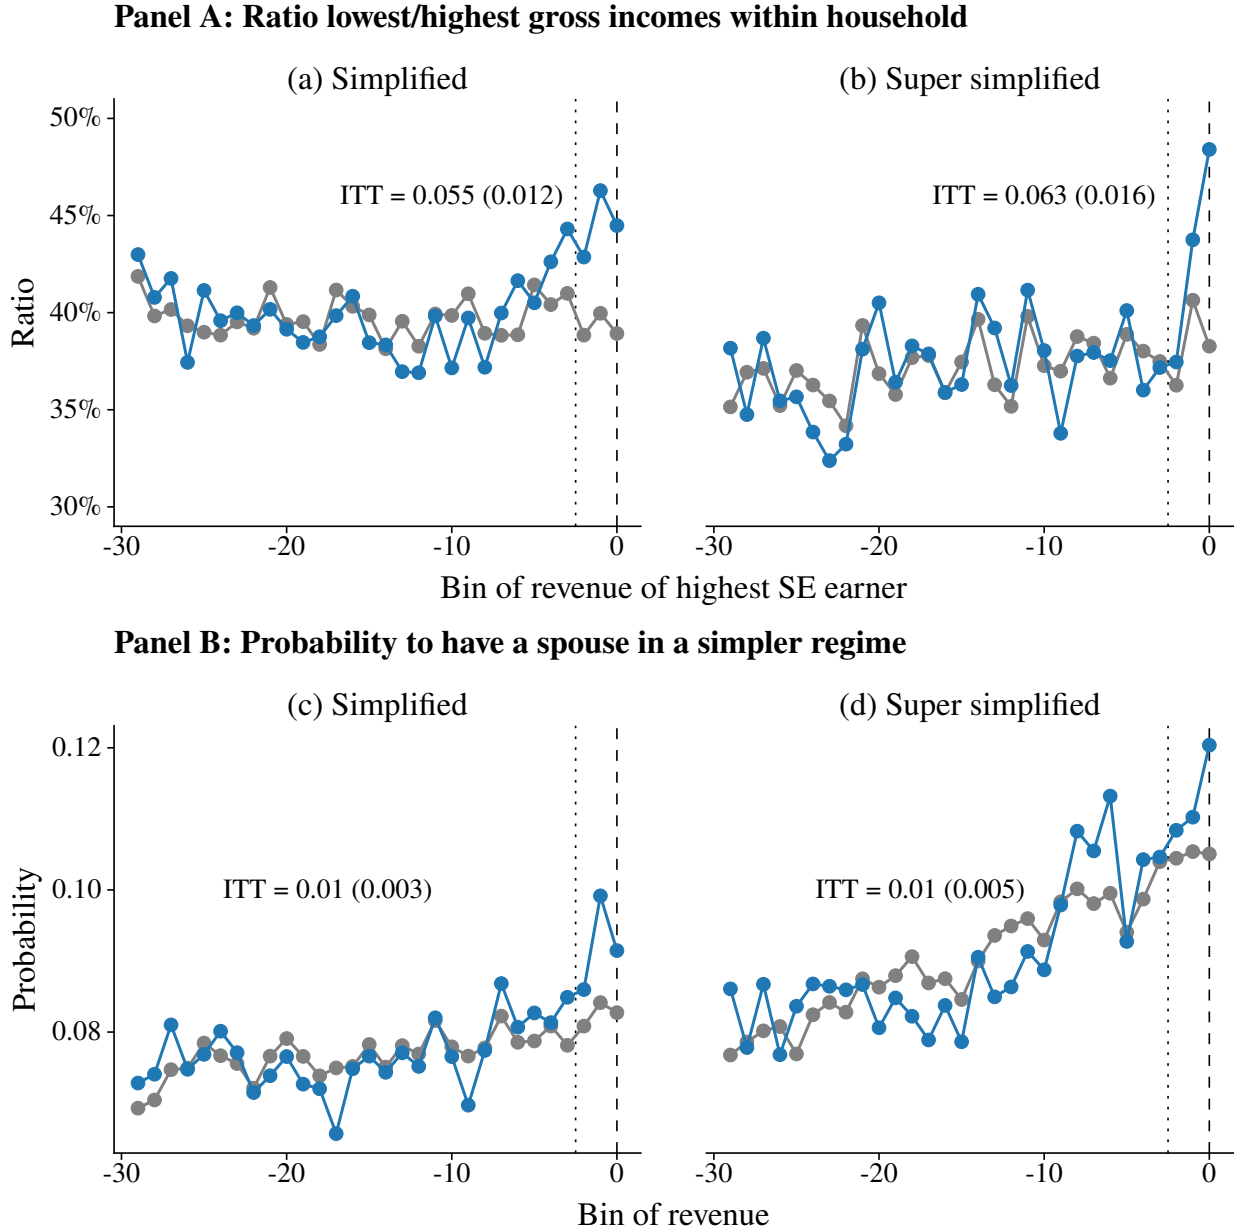 Panel A: Ratio lowest/highest gross incomes within household
(a) Simplified
(b) Super simplified
50%
45%
40%
35%
30%
Ratio
ITT = 0.055 (0.012)
ITT = 0.063 (0.016)
-30
-20
-10
0
-30
-20
-10
0
Bin of revenue of highest SE earner
Panel B: Probability to have a spouse in a simpler regime
(c) Simplified
(d) Super simplified
0.12
0.10
0.08
Probability
ITT = 0.01 (0.003)
ITT = 0.01 (0.005)
-30
-20
-10
0
-30
-20
-10
0
Bin of revenue